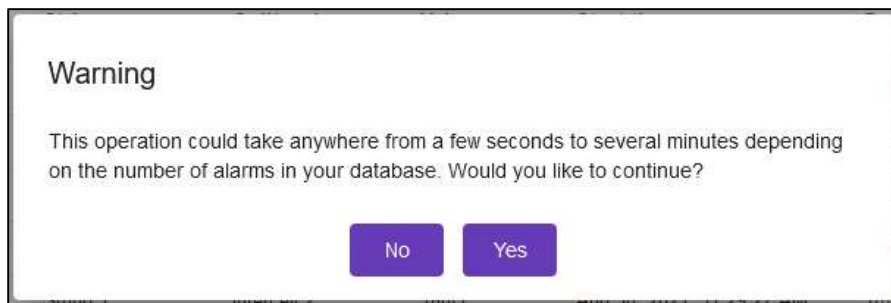 Warning
This operation could take anywhere from a few seconds to several minutes depending
on the number of alarms in your database. Would you like to continue?
No
Yes